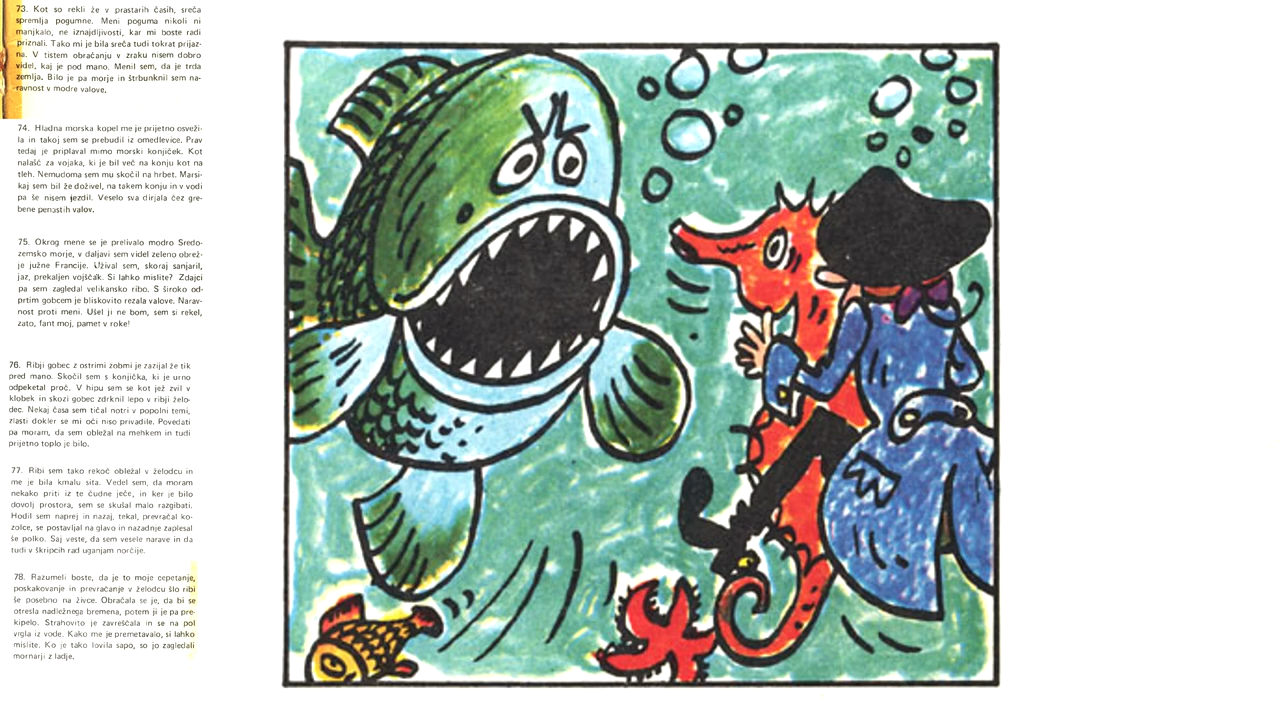 73. Kot so rekli že v prastarih časih, sreča
spremlja pogumne. Meni poguma nikoli ni
manjkalo, ne iznajdljivosti, kar mi boste radi
priznali. Tako mi je bila sreča tudi tokrat prijaz-
na. V tistem obračanju v zraku nisem dobro
videl, kaj je pod mano. Menil sem, da je trda
zemlja. Bilo je pa morje in štrbunknil sem na-
ravnost v modre valove.
74. Hladna morska kopel me je prijetno osveži-
la in takoj sem se prebudil iz omedlevice. Prav
tedaj je priplaval mimo morski konjiček. Kot
nalašč za vojaka, ki je bil več na konju kot na
tleh. Nemudoma sem mu skočil na hrbet. Marsi-
kaj sem bil že doživel, na takem konju in v vodi
pa še nisem jezdil. Veselo sva dirjala čez gre-
bene penastih valov.
75. Okrog mene se je prelivalo modro Sredo-
zemsko morje, v daljavi sem videl zeleno obrež-
je južne Francije. Užival sem, skoraj sanjaril,
jaz, prekaljen vojščak. Si lahko mislite? Zdajci
pa sem zagledal velikansko ribo. S široko od-
prtim gobcem je bliskovito rezala valove. Narav-
nost proti meni. Ušel ji ne bom, sem si rekel,
zato, fant moj, pamet v roke!
76. Ribji gobec z ostrimi zobmi je zazijal že tik
pred mano. Skočil sem s konjička, ki je urno
odpeketal proč. V hipu sem se kot jež zvil v
klobek in skozi gobec zdrknil lepo v ribji želo-
dec. Nekaj časa sem tičal notri v popolni temi,
zlasti dokler se mi oči niso privadile. Povedati
pa moram, da sem obležal na mehkem in tudi
prijetno toplo je bilo.
77. Ribi sem tako rekoč obležal v želodcu in
me je bila kmalu sita. Vedel sem, da moram
nekako priti iz te čudne ječe, in ker je bilo
dovolj prostora, sem se skušal malo razgibati.
Hodil sem naprej in nazaj, tekal, prevračal ko-
zolce, se postavljal na glavo in nazadnje zaplesal
še polko. Saj veste, da sem vesele narave in da
tudi v škripcih rad uganjam norčije.
78. Razumeli boste, da je to moje cepetanje,
poskakovanje in prevračanje v želodcu šlo ribi
še posebno na živce. Obračala se je, da bi se
otresla nadležnega bremena, potem ji je pa pre-
kipelo. Strahovito je zavreščala in se na pol
vrgla iz vode. Kako me je premetavalo, si lahko
mislite. Ko je tako lovila sapo, so jo zagledali
mornarji z ladje.